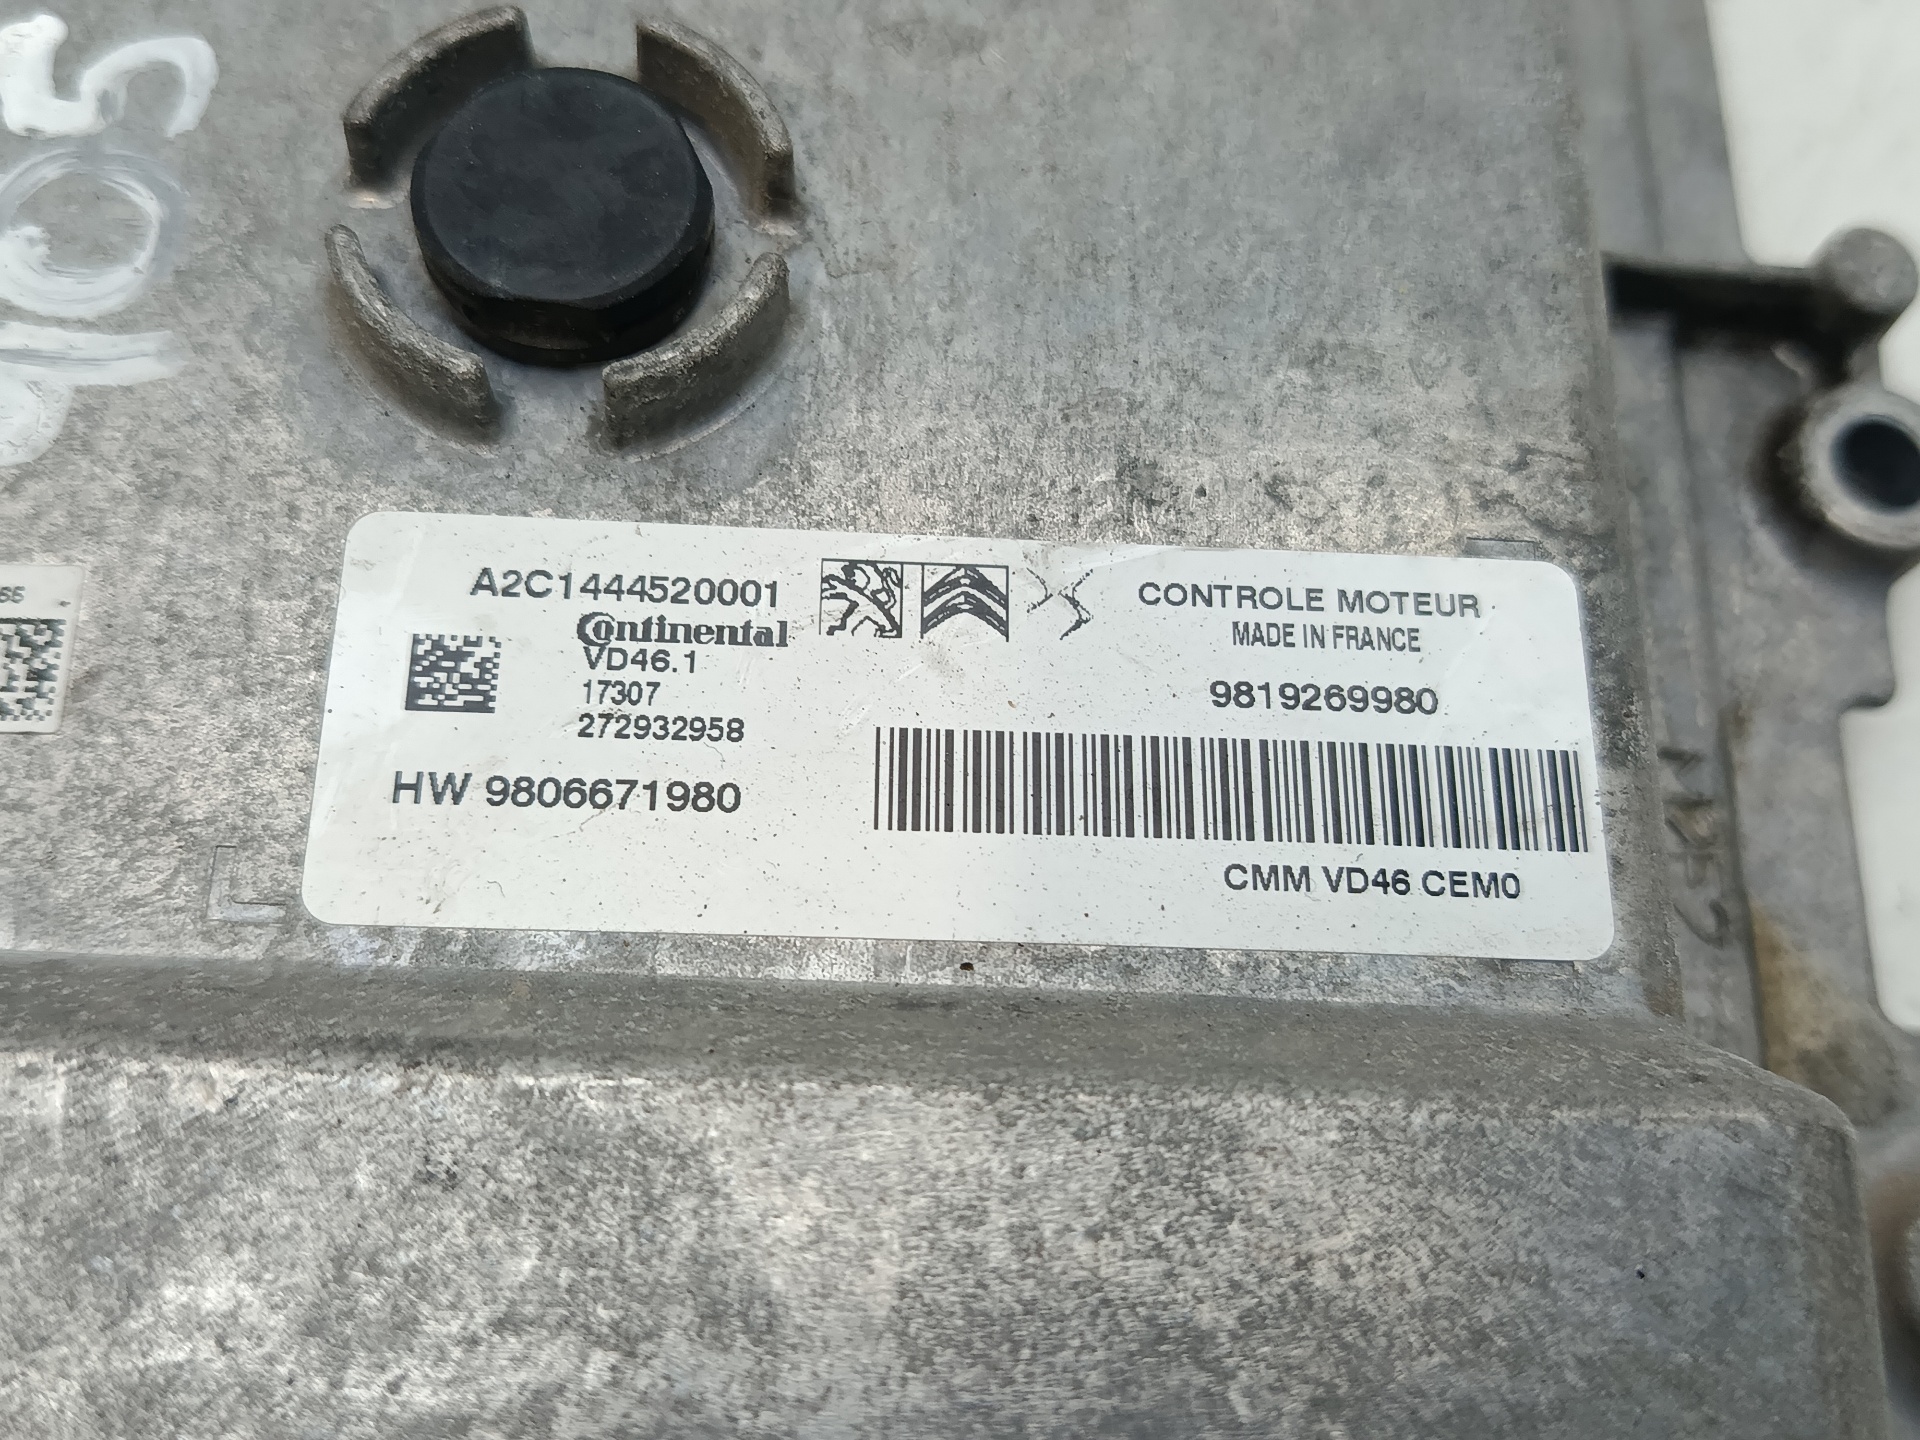 A2C1444520001
Continental
VD46.1
17307
272932958
HW 9806671980
CONTROLE MOTEUR
MADE IN FRANCE
9819269980
CMM VD46 CEM0